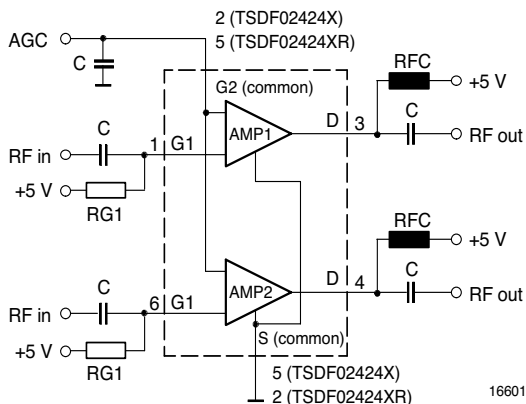 2 (TSDF02424X)
AGC
5 (TSDF02424XR)
C
RFC
+5 V
G2 (common)
C
C
AMP1
D
3
RF in
1
G1
RF out
+5 V
RG1
RFC
+5 V
C
D
4
C
AMP2
RF in
6
G1
RF out
S (common)
+5 V
RG1
5 (TSDF02424X)
2 (TSDF02424XR)
16601